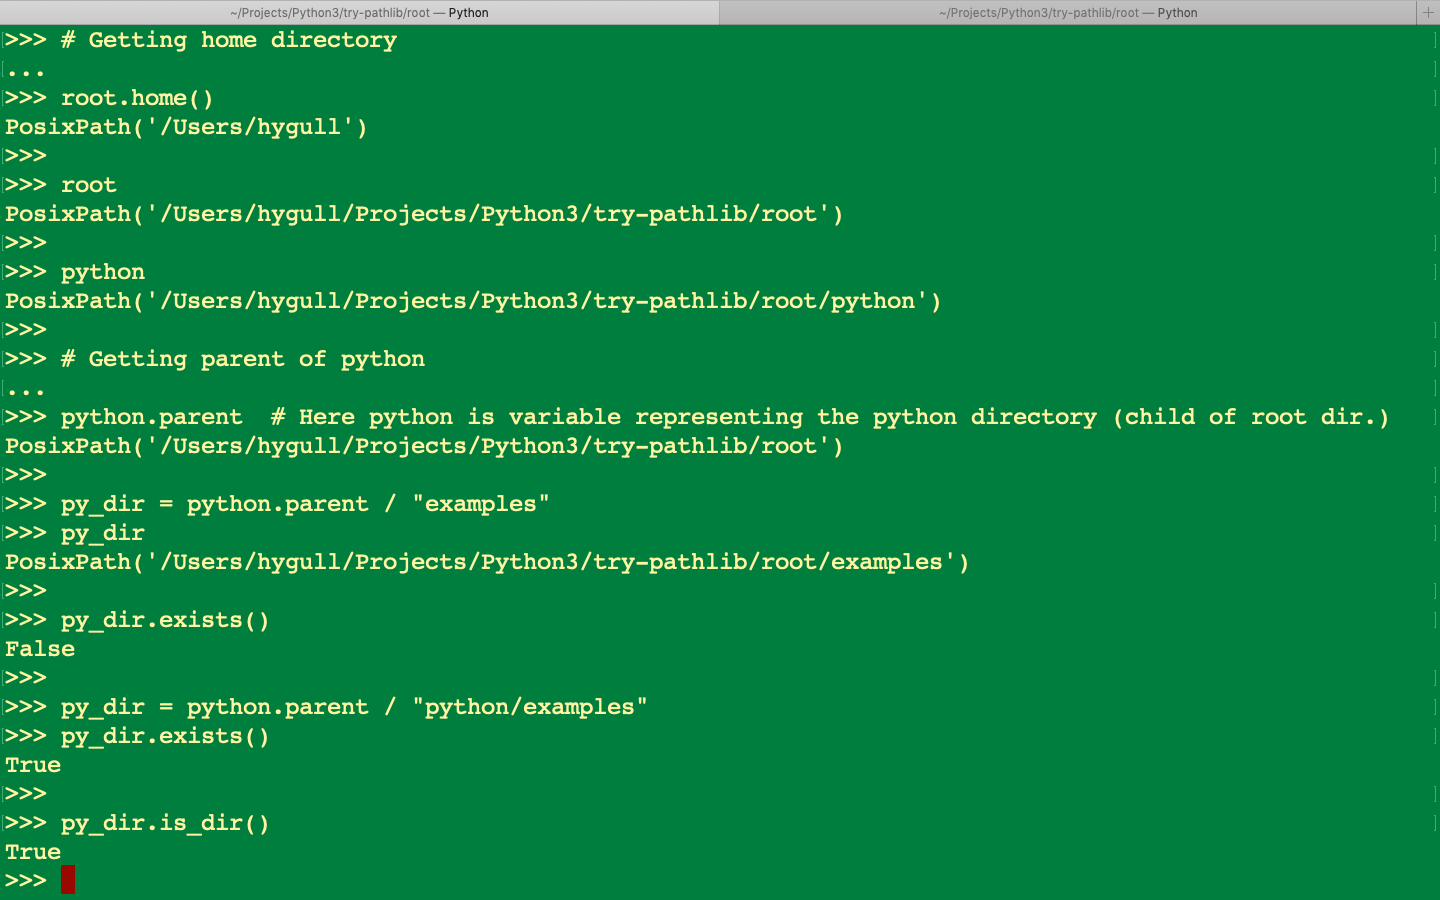 ~/Projects/Python3/try-pathlib/root — Python
~/Projects/Python3/try-pathlib/root — Python
>>> # Getting home directory
...
>>> root.home()
PosixPath('/Users/hygull')
>>>
>>> root
PosixPath('/Users/hygull/Projects/Python3/try-pathlib/root')
>>>
>>> python
PosixPath('/Users/hygull/Projects/Python3/try-pathlib/root/python')
>>>
>>> # Getting parent of python
...
>>> python.parent  # Here python is variable representing the python directory (child of root dir.)
PosixPath('/Users/hygull/Projects/Python3/try-pathlib/root')
>>>
>>> py_dir = python.parent / "examples"
>>> py_dir
PosixPath('/Users/hygull/Projects/Python3/try-pathlib/root/examples')
>>>
>>> py_dir.exists()
False
>>>
>>> py_dir = python.parent / "python/examples"
>>> py_dir.exists()
True
>>>
>>> py_dir.is_dir()
True
>>>